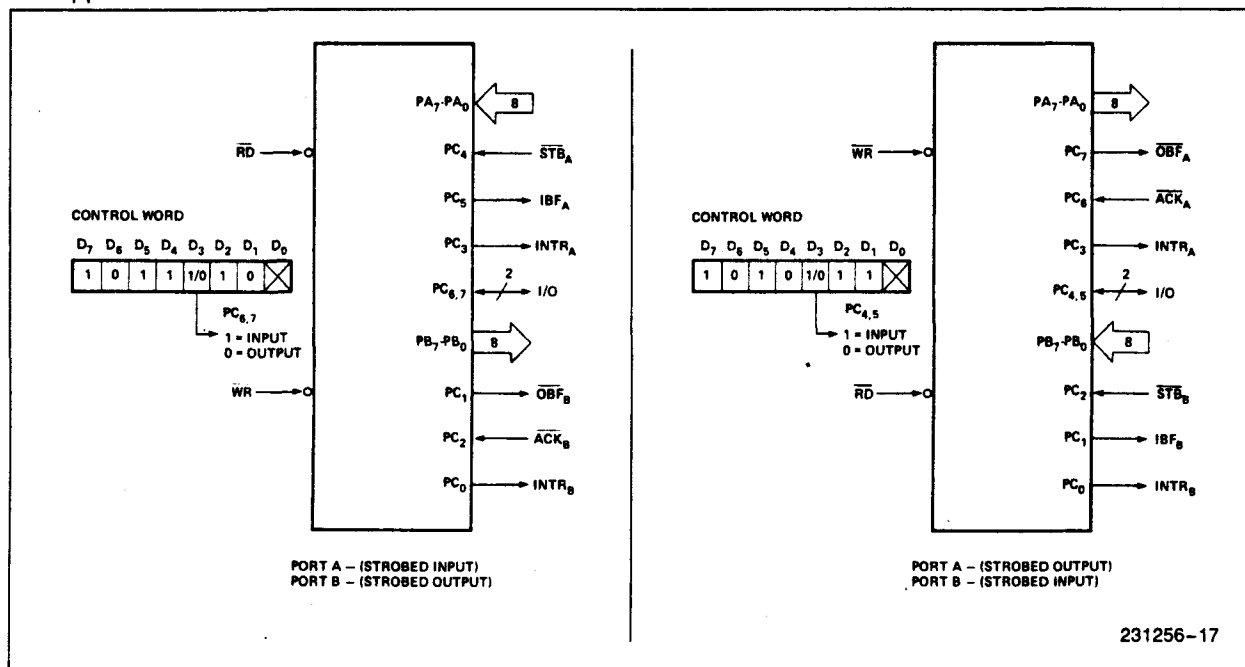 PA7-PA0
8
RD
PC4
STBA
PC5
IBFA
CONTROL WORD
D7 D6 D5 D4 D3 D2 D1 D0
1 0 1 1 1/0 1 0
PC3
INTRA
PC6,7
2
I/O
PC6,7
1 = INPUT
0 = OUTPUT
PB7-PB0
8
WR
PC1
OBFB
PC2
ACKB
PC0
INTRB
PORT A – (STROBED INPUT)
PORT B – (STROBED OUTPUT)
PA7-PA0
8
WR
PC7
OBFA
PC6
ACKA
CONTROL WORD
D7 D6 D5 D4 D3 D2 D1 D0
1 0 1 0 1/0 1 1
PC3
INTRA
PC4,5
2
I/O
PC4,5
1 = INPUT
0 = OUTPUT
PB7-PB0
8
RD
PC2
STBB
PC1
IBFB
PC0
INTRB
PORT A – (STROBED OUTPUT)
PORT B – (STROBED INPUT)
231256-17